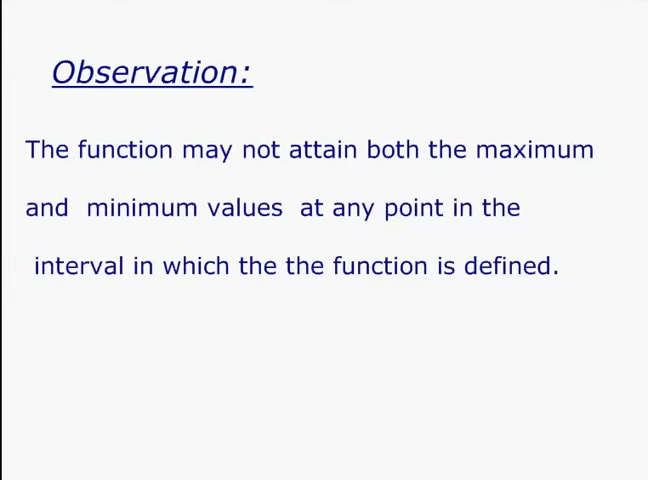 Observation:
The function may not attain both the maximum
and minimum values at any point in the
interval in which the the function is defined.